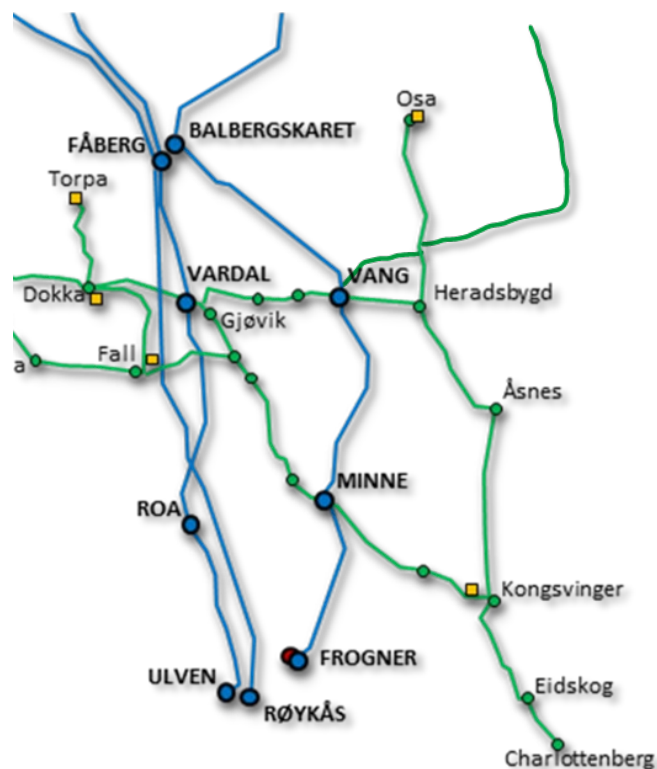 Osa
BALBERGSKARET
FÅBERG
Torpa
VARDAL
VANG
Dokka
Heradsbygd
Gjøvik
Fall
a
Åsnes
MINNE
ROA
Kongsvinger
FROGNER
ULVEN
Eidskog
RØYKÅS
Charlottenberg